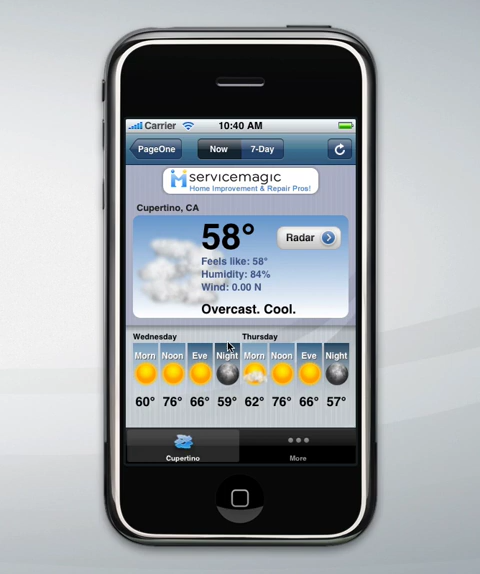 Carrier 10:40 AM
PageOne Now 7-Day
servicemagic
Home Improvement & Repair Pros!
Cupertino, CA
58°
Radar
Feels like: 58°
Humidity: 84%
Wind: 0.00 N
Overcast. Cool.
Wednesday Thursday
Morn Noon Eve Night Morn Noon Eve Night
60° 76° 66° 59° 62° 76° 66° 57°
Cupertino More